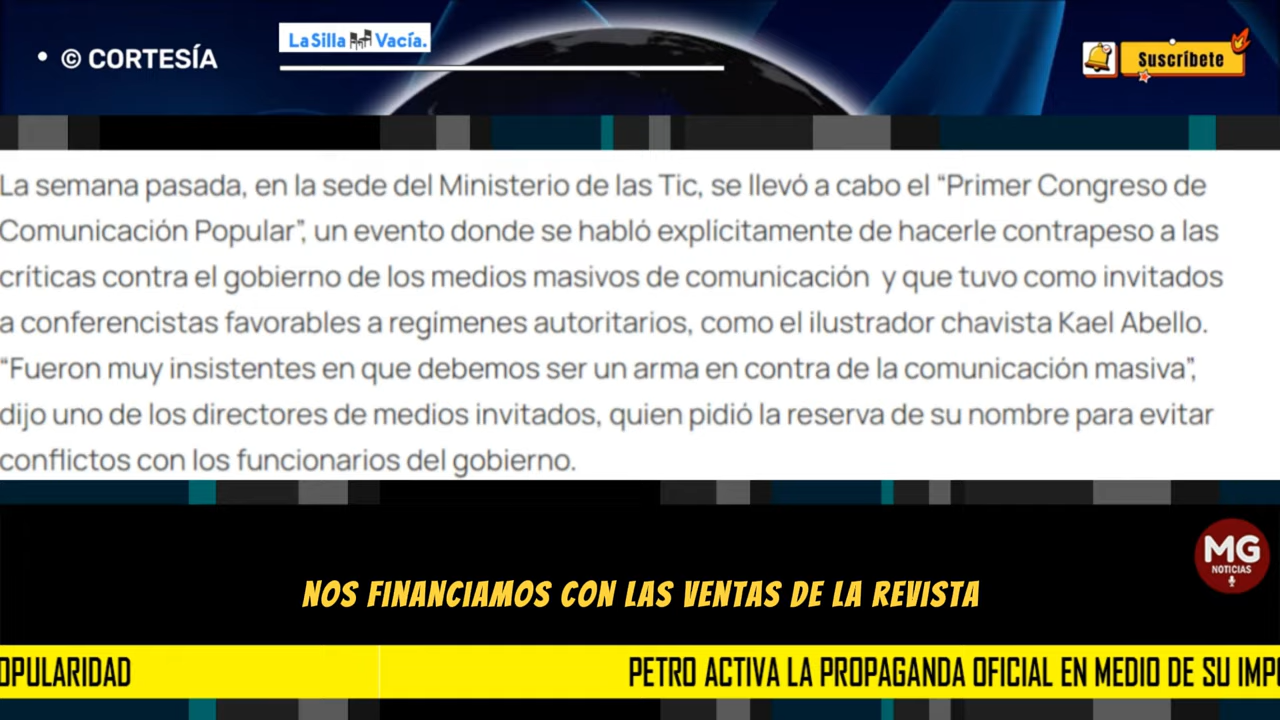 • © CORTESÍA
La Silla Vacía.
Suscríbete
La semana pasada, en la sede del Ministerio de las Tic, se llevó a cabo el “Primer Congreso de
Comunicación Popular”, un evento donde se habló explícitamente de hacerle contrapeso a las
críticas contra el gobierno de los medios masivos de comunicación y que tuvo como invitados
a conferencistas favorables a regímenes autoritarios, como el ilustrador chavista Kael Abello.
“Fueron muy insistentes en que debemos ser un arma en contra de la comunicación masiva”,
dijo uno de los directores de medios invitados, quien pidió la reserva de su nombre para evitar
conflictos con los funcionarios del gobierno.
MG
NOTICIAS
NOS FINANCIAMOS CON LAS VENTAS DE LA REVISTA
OPULARIDAD PETRO ACTIVA LA PROPAGANDA OFICIAL EN MEDIO DE SU IMP